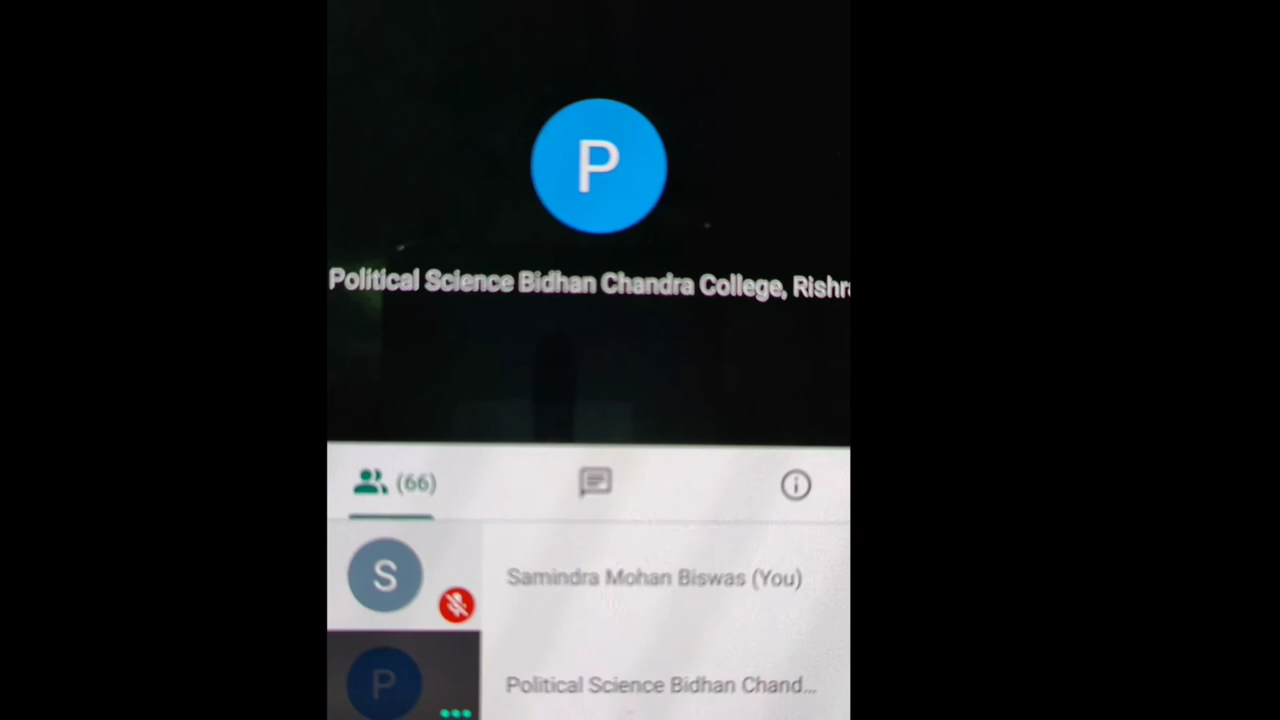 P
Political Science Bidhan Chandra College, Rishr
(66)
S
Samindra Mohan Biswas (You)
P
Political Science Bidhan Chand...